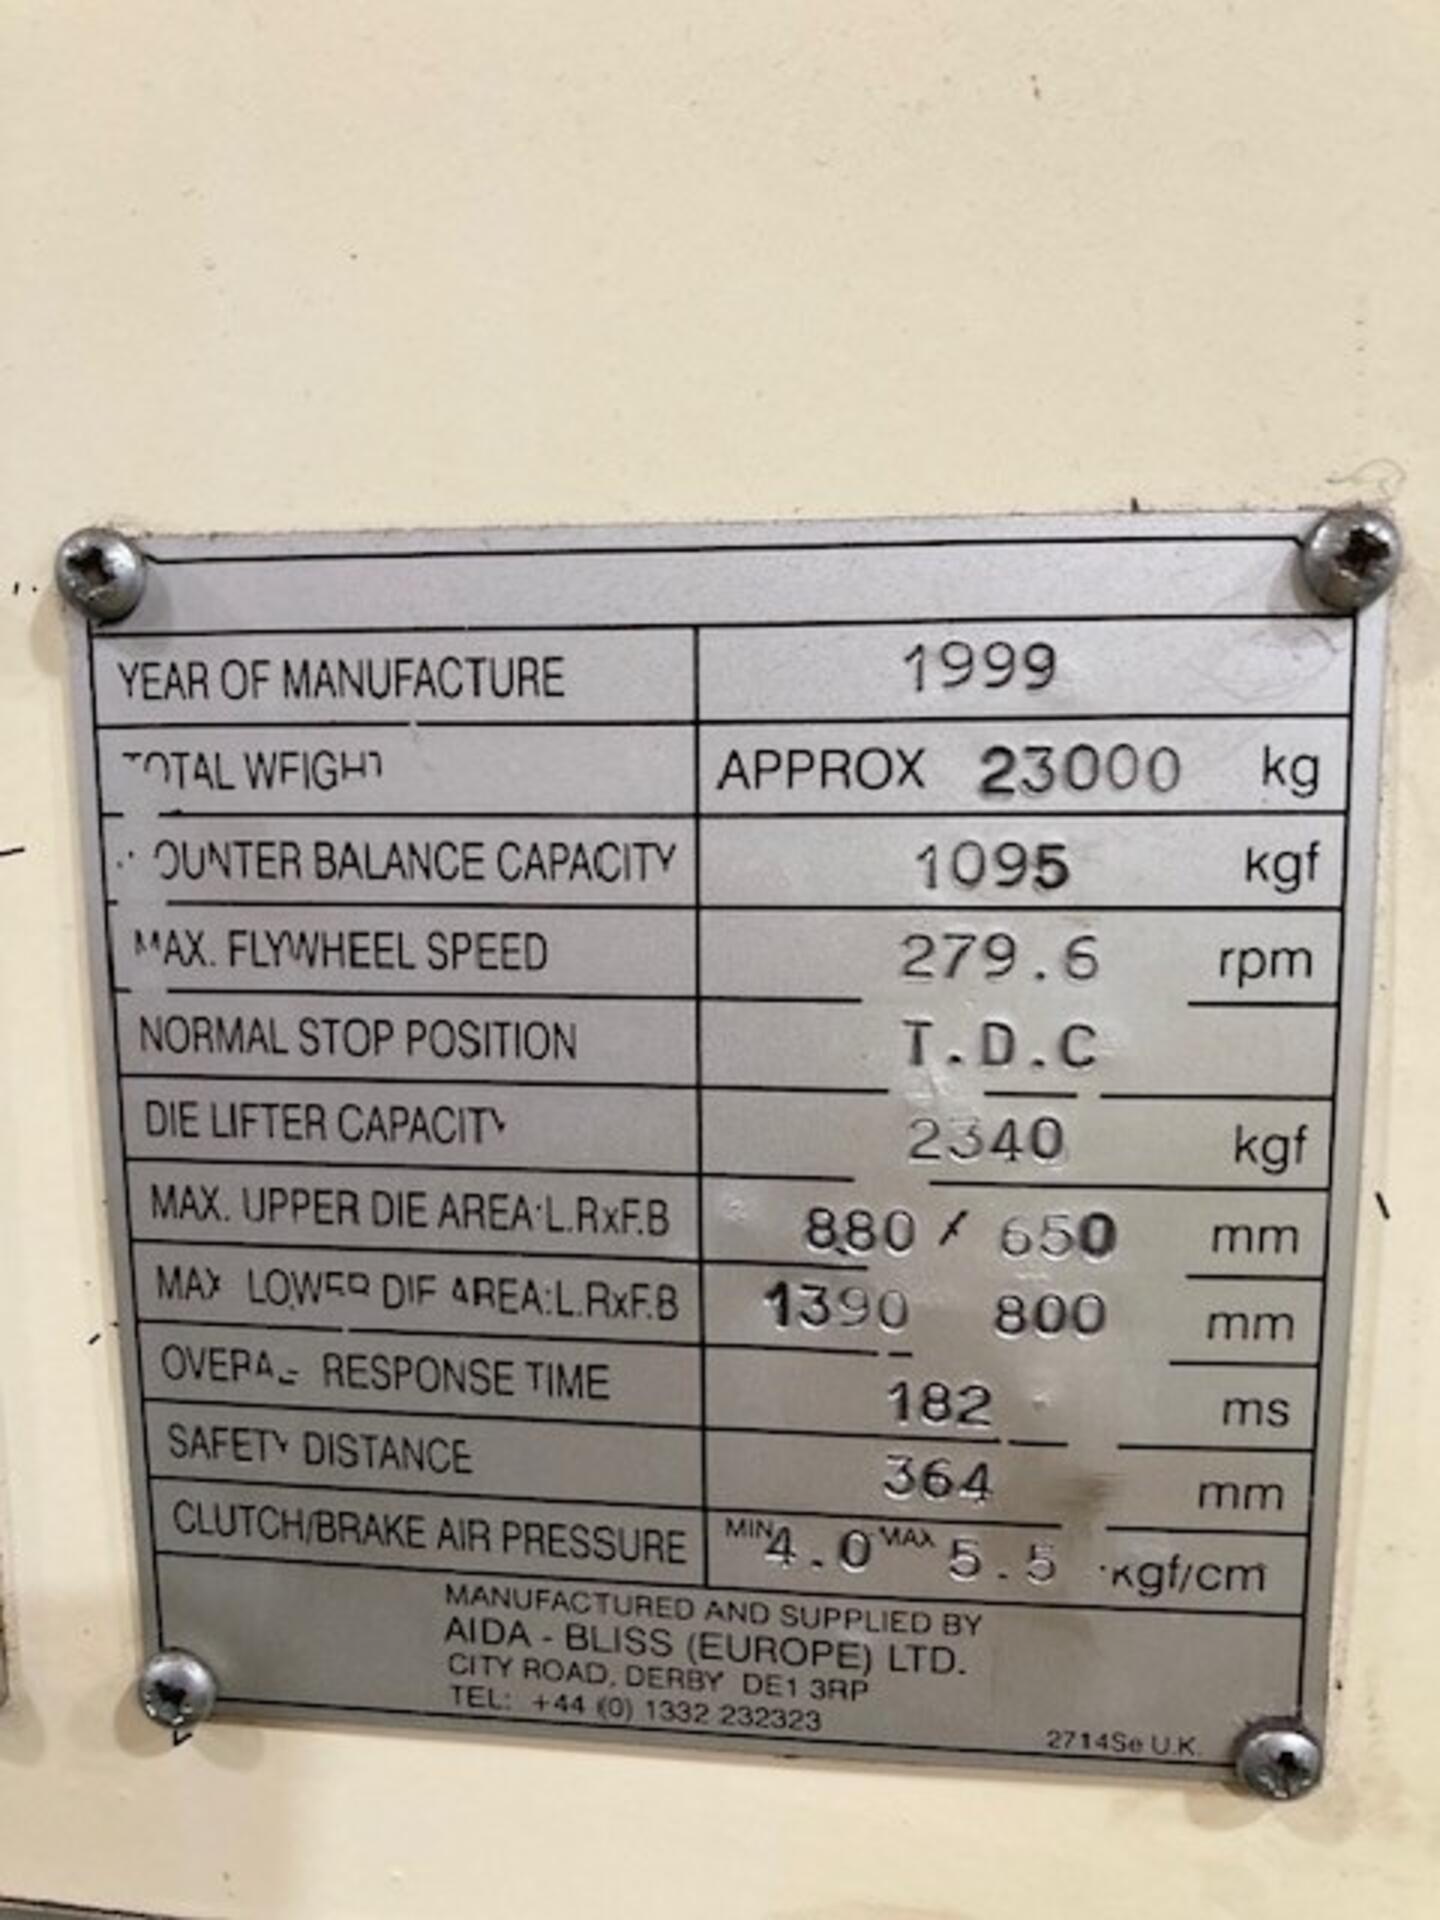 YEAR OF MANUFACTURE 1999
TOTAL WEIGHT APPROX 23000 kg
COUNTER BALANCE CAPACITY 1095 kgf
MAX. FLYWHEEL SPEED 279.6 rpm
NORMAL STOP POSITION T.D.C
DIE LIFTER CAPACITY 2340 kgf
MAX. UPPER DIE AREA:L.RxF.B 880 / 650 mm
MAX. LOWER DIE AREA:L.RxF.B 1390 800 mm
OVERALL RESPONSE TIME 182 ms
SAFETY DISTANCE 364 mm
CLUTCH/BRAKE AIR PRESSURE MIN 4.0 MAX 5.5 kgf/cm
MANUFACTURED AND SUPPLIED BY
AIDA - BLISS (EUROPE) LTD.
CITY ROAD, DERBY DE1 3RP
TEL: +44 (0) 1332 232323
2714Se U.K.